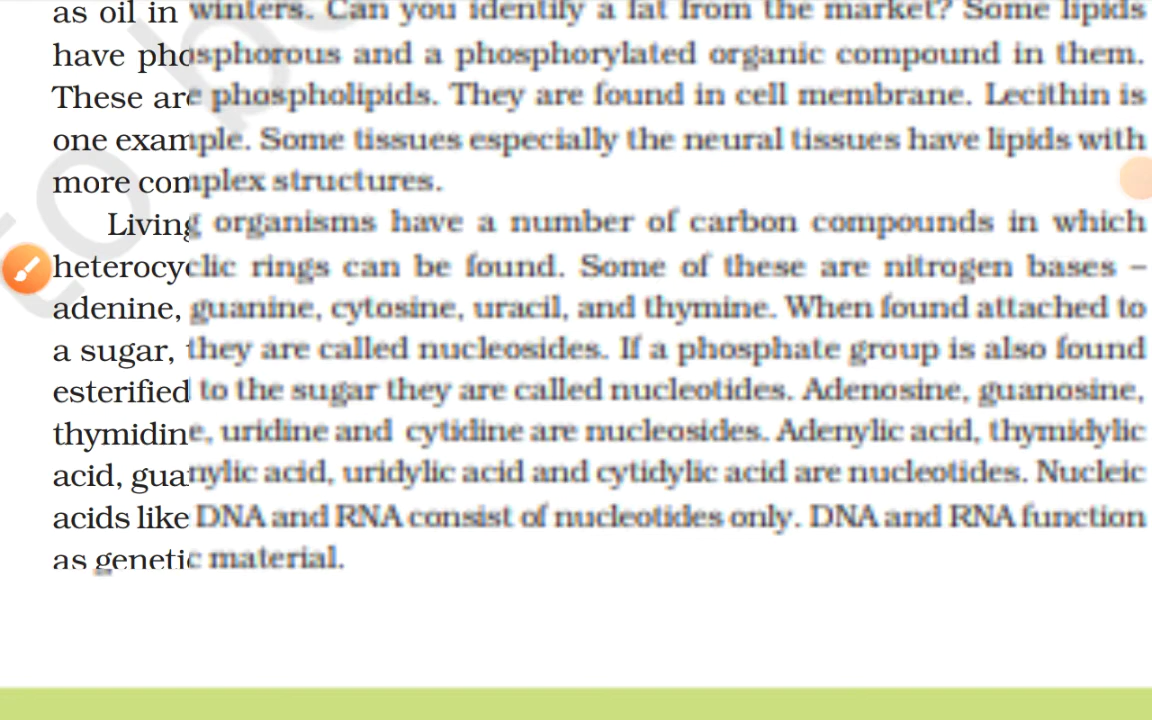 as oil in winters. Can you identify a fat from the market? Some lipids
have phosphorous and a phosphorylated organic compound in them.
These are phospholipids. They are found in cell membrane. Lecithin is
one example. Some tissues especially the neural tissues have lipids with
more complex structures.
Living organisms have a number of carbon compounds in which
heterocyclic rings can be found. Some of these are nitrogen bases –
adenine, guanine, cytosine, uracil, and thymine. When found attached to
a sugar, they are called nucleosides. If a phosphate group is also found
esterified to the sugar they are called nucleotides. Adenosine, guanosine,
thymidine, uridine and cytidine are nucleosides. Adenylic acid, thymidylic
acid, guanylic acid, uridylic acid and cytidylic acid are nucleotides. Nucleic
acids like DNA and RNA consist of nucleotides only. DNA and RNA function
as genetic material.